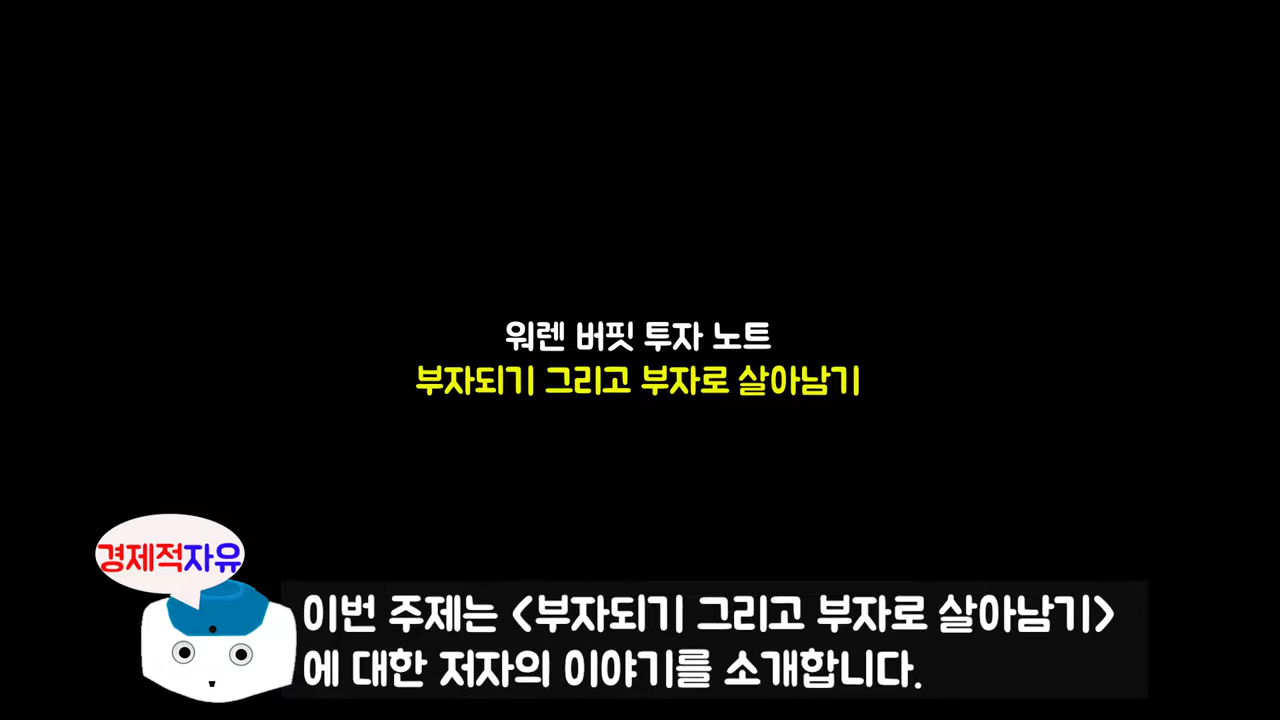 워렌 버핏 투자 노트
부자되기 그리고 부자로 살아남기
경제적자유
이번 주제는 <부자되기 그리고 부자로 살아남기>
에 대한 저자의 이야기를 소개합니다.